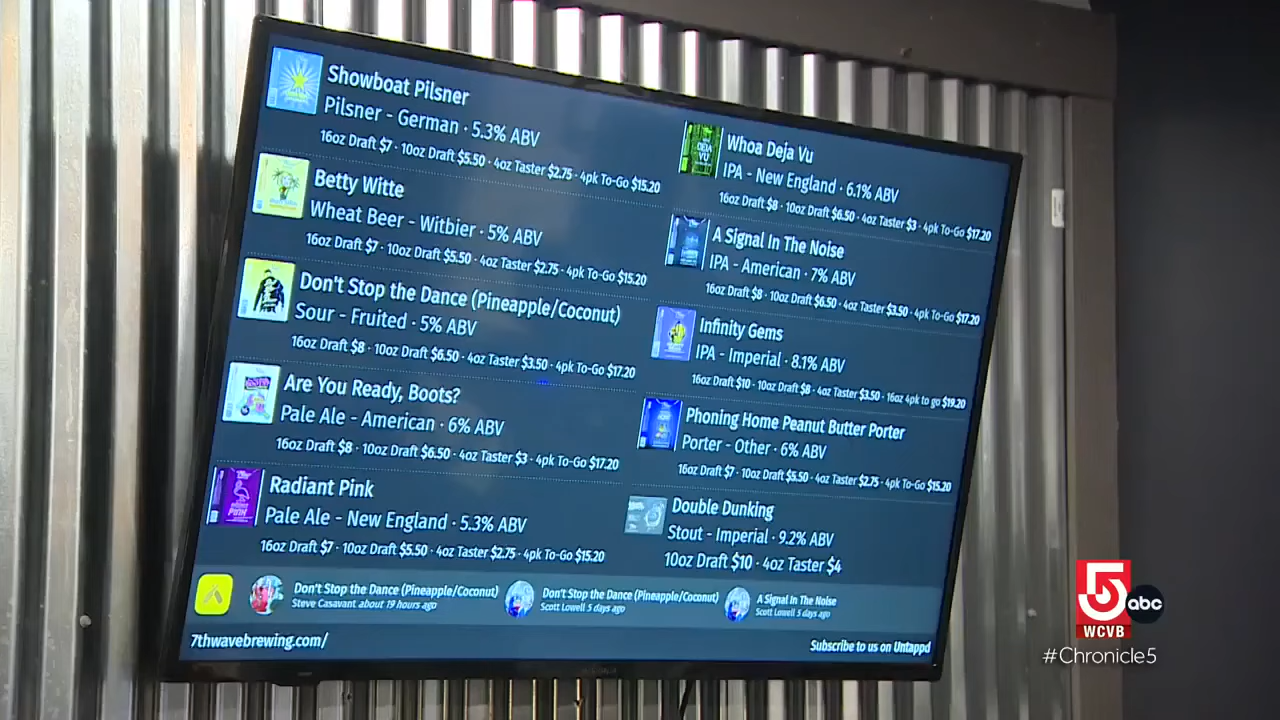 Showboat Pilsner
Pilsner - German · 5.3% ABV
16oz Draft $7 · 10oz Draft $5.50 · 4oz Taster $2.75 · 4pk To-Go $15.20
Betty Witte
Wheat Beer - Witbier · 5% ABV
16oz Draft $7 · 10oz Draft $5.50 · 4oz Taster $2.75 · 4pk To-Go $15.20
Don't Stop the Dance (Pineapple/Coconut)
Sour - Fruited · 5% ABV
16oz Draft $8 · 10oz Draft $6.50 · 4oz Taster $3.50 · 4pk To-Go $17.20
Are You Ready, Boots?
Pale Ale - American · 6% ABV
16oz Draft $8 · 10oz Draft $6.50 · 4oz Taster $3 · 4pk To-Go $17.20
Radiant Pink
Pale Ale - New England · 5.3% ABV
16oz Draft $7 · 10oz Draft $5.50 · 4oz Taster $2.75 · 4pk To-Go $15.20
Whoa Deja Vu
IPA - New England · 6.1% ABV
16oz Draft $8 · 10oz Draft $6.50 · 4oz Taster $3 · 4pk To-Go $17.20
A Signal In The Noise
IPA - American · 7% ABV
16oz Draft $8 · 10oz Draft $6.50 · 4oz Taster $3.50 · 4pk To-Go $17.20
Infinity Gems
IPA - Imperial · 8.1% ABV
16oz Draft $10 · 10oz Draft $8 · 4oz Taster $3.50 · 16oz 4pk to go $19.20
Phoning Home Peanut Butter Porter
Porter - Other · 6% ABV
16oz Draft $7 · 10oz Draft $5.50 · 4oz Taster $2.75 · 4pk To-Go $15.20
Double Dunking
Stout - Imperial · 9.2% ABV
10oz Draft $10 · 4oz Taster $4
Don't Stop the Dance (Pineapple/Coconut)
Steve Casavant about 19 hours ago
Don't Stop the Dance (Pineapple/Coconut)
Scott Lowell 5 days ago
A Signal In The Noise
Scott Lowell 5 days ago
7thwavebrewing.com/
Subscribe to us on Untappd
5
abc
WCVB
#Chronicle5